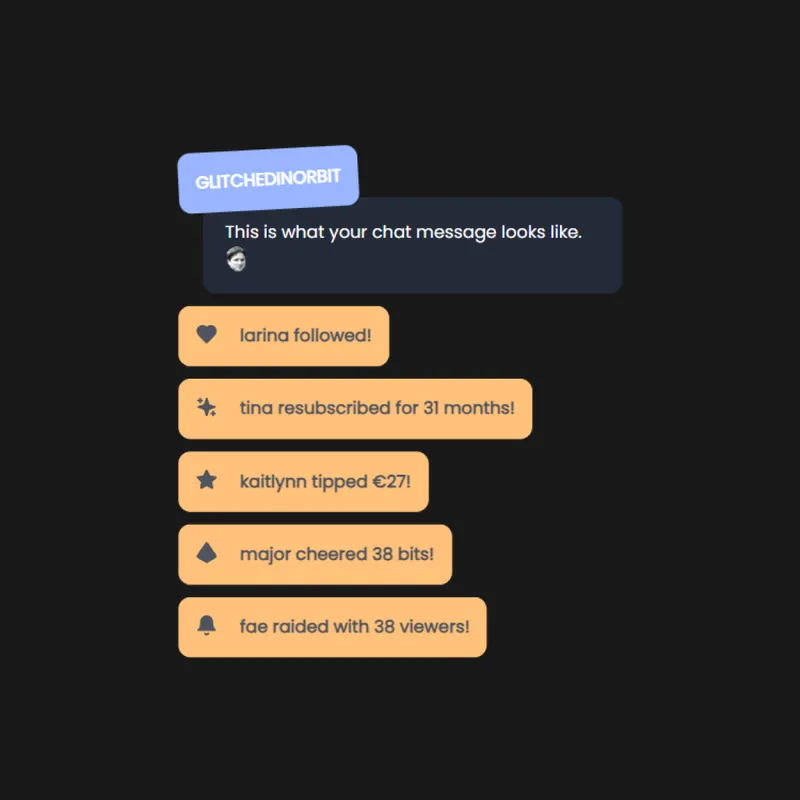 GLITCHEDINORBIT
This is what your chat message looks like.
larina followed!
tina resubscribed for 31 months!
kaitlynn tipped €27!
major cheered 38 bits!
fae raided with 38 viewers!